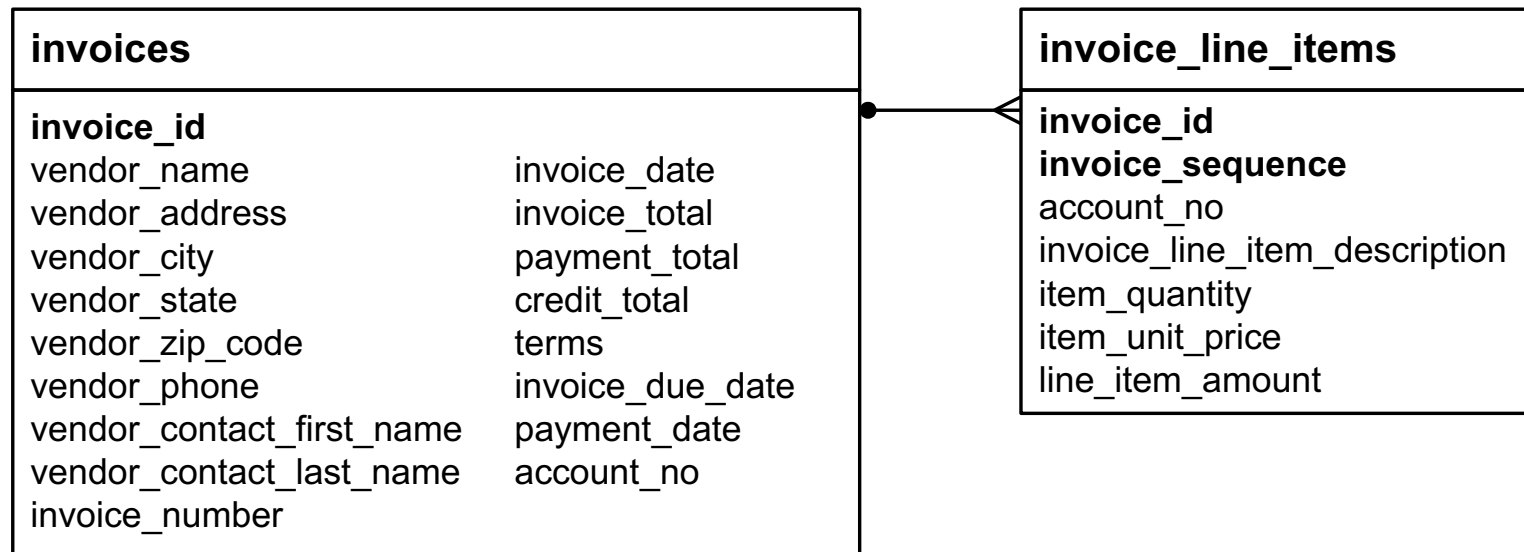 invoices
invoice_id
vendor_name
vendor_address
vendor_city
vendor_state
vendor_zip_code
vendor_phone
vendor_contact_first_name
vendor_contact_last_name
invoice_number
invoice_date
invoice_total
payment_total
credit_total
terms
invoice_due_date
payment_date
account_no
invoice_line_items
invoice_id
invoice_sequence
account_no
invoice_line_item_description
item_quantity
item_unit_price
line_item_amount